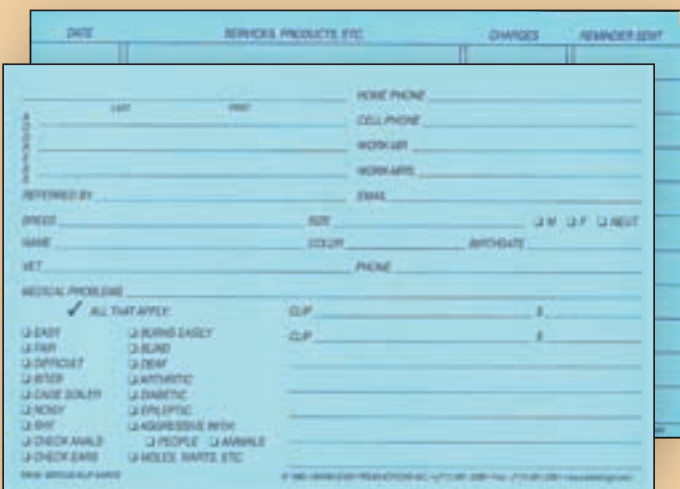 DATE SERVICES, PRODUCTS, ETC. CHARGES REMINDER SENT
HOME PHONE
LAST FIRST
ADDRESS CELL PHONE
WORK-MR
WORK-MRS
REFERRED BY EMAIL
BREED SIZE ❑ M ❑ F ❑ NEUT
NAME COLOR BIRTHDATE
VET PHONE
MEDICAL PROBLEMS
✓ ALL THAT APPLY: CLIP $
❑ EASY ❑ BURNS EASILY CLIP $
❑ FAIR ❑ BLIND
❑ DIFFICULT ❑ DEAF
❑ BITER ❑ ARTHRITIC
❑ CAGE SOILER ❑ DIABETIC
❑ NOISY ❑ EPILEPTIC
❑ SHY ❑ AGGRESSIVE WITH
❑ CHECK ANALS ❑ PEOPLE ❑ ANIMALS
❑ CHECK EARS ❑ MOLES, WARTS, ETC.